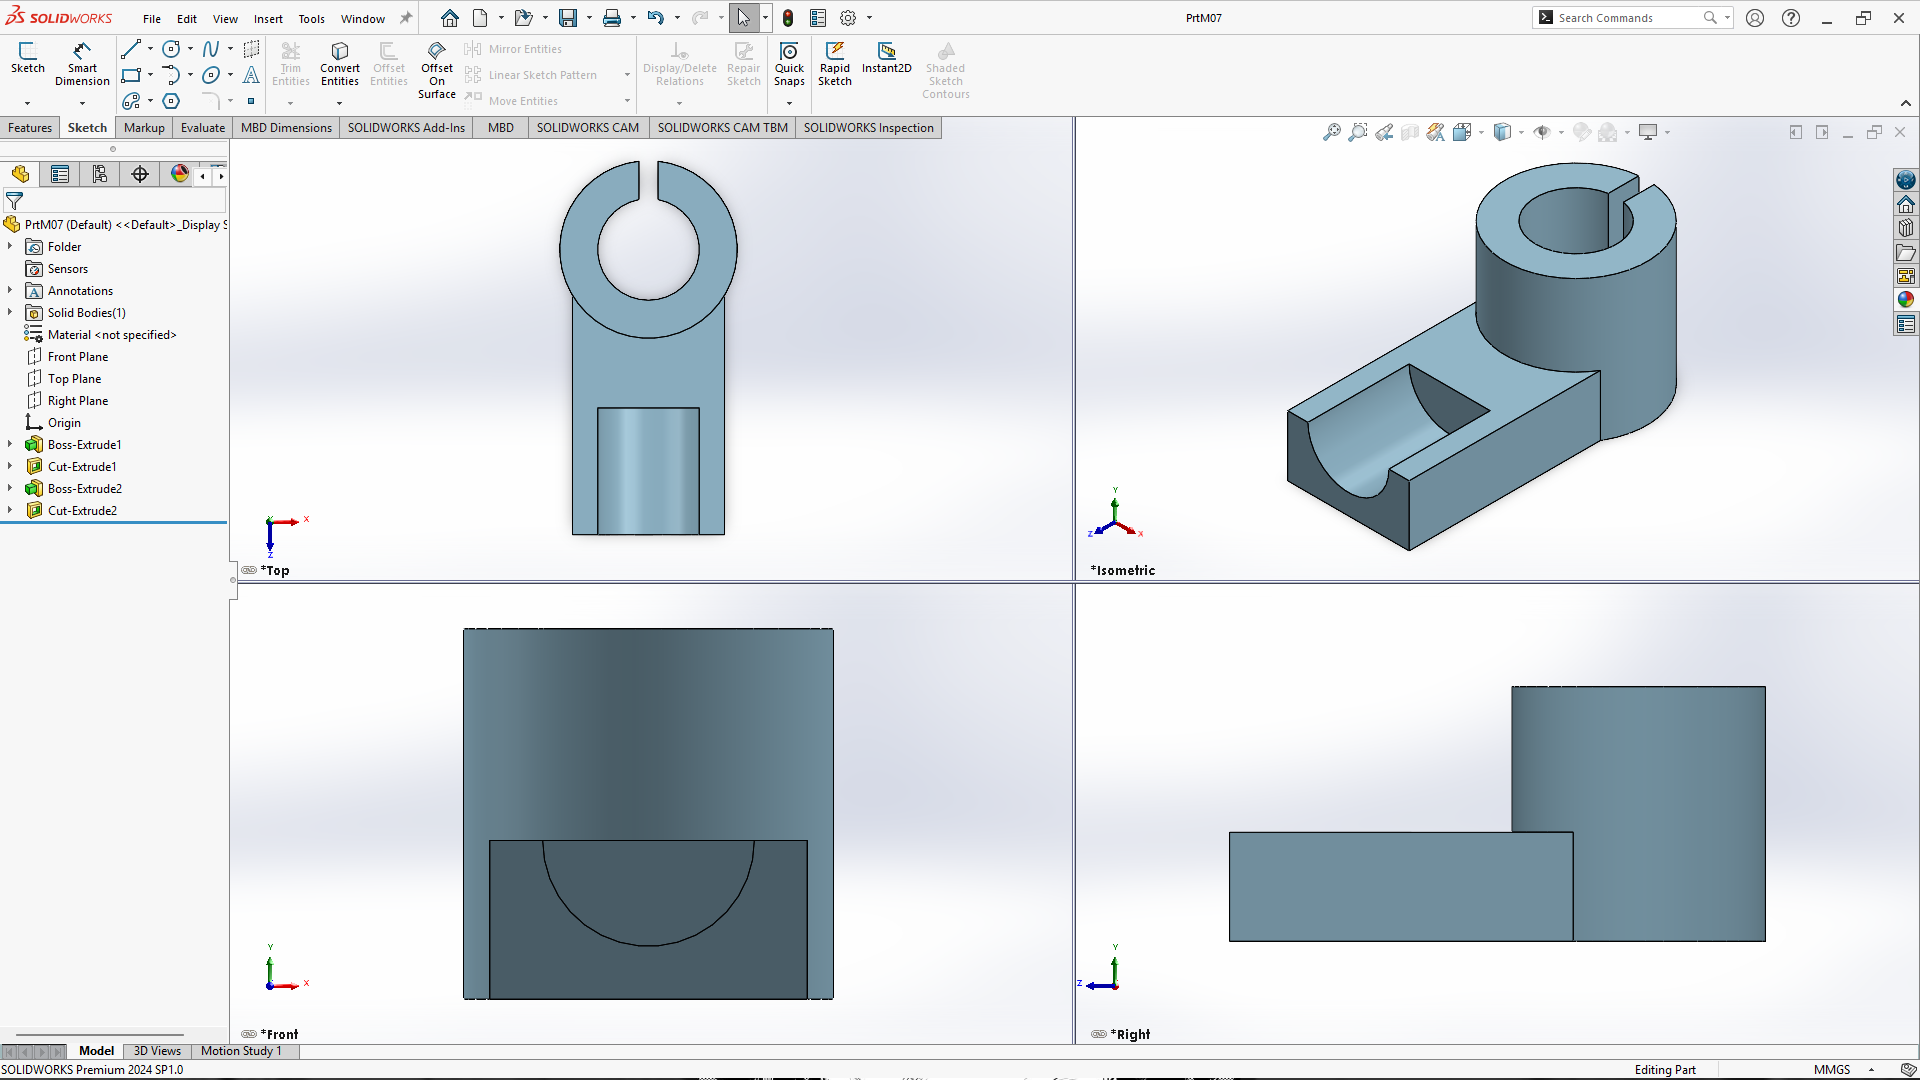 SOLIDWORKS File Edit View Insert Tools Window PrtM07 Search Commands
Sketch Smart Dimension Trim Entities Convert Entities Offset Entities Offset On Surface Mirror Entities Linear Sketch Pattern Move Entities Display/Delete Relations Repair Sketch Quick Snaps Rapid Sketch Instant2D Shaded Sketch Contours
Features Sketch Markup Evaluate MBD Dimensions SOLIDWORKS Add-Ins MBD SOLIDWORKS CAM SOLIDWORKS CAM TBM SOLIDWORKS Inspection
PrtM07 (Default) <<Default>_Display S
Folder
Sensors
Annotations
Solid Bodies(1)
Material <not specified>
Front Plane
Top Plane
Right Plane
Origin
Boss-Extrude1
Cut-Extrude1
Boss-Extrude2
Cut-Extrude2
Y X Z
*Top
Y Z X
*Isometric
Y X
*Front
Y Z
*Right
Model 3D Views Motion Study 1
SOLIDWORKS Premium 2024 SP1.0 Editing Part MMGS